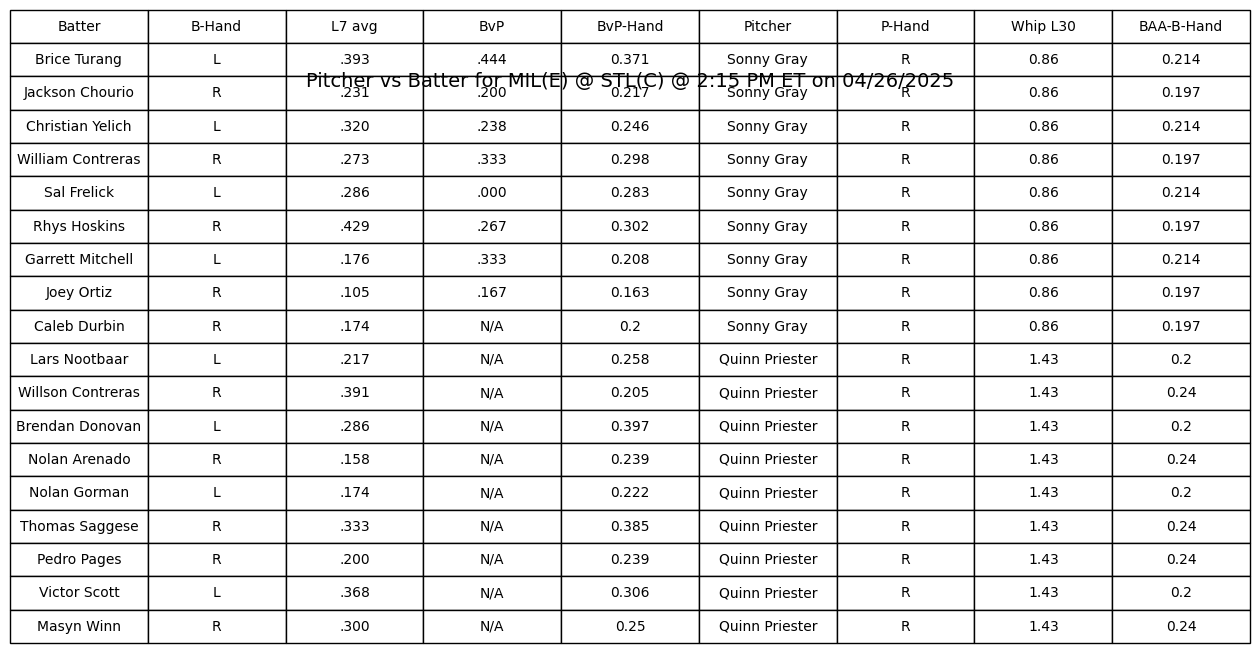 Batter B-Hand L7 avg BvP BvP-Hand Pitcher P-Hand Whip L30 BAA-B-Hand
Brice Turang L .393 .444 0.371 Sonny Gray R 0.86 0.214
Pitcher vs Batter for MIL(E) @ STL(C) @ 2:15 PM ET on 04/26/2025
Jackson Chourio R .231 .200 0.217 Sonny Gray R 0.86 0.197
Christian Yelich L .320 .238 0.246 Sonny Gray R 0.86 0.214
William Contreras R .273 .333 0.298 Sonny Gray R 0.86 0.197
Sal Frelick L .286 .000 0.283 Sonny Gray R 0.86 0.214
Rhys Hoskins R .429 .267 0.302 Sonny Gray R 0.86 0.197
Garrett Mitchell L .176 .333 0.208 Sonny Gray R 0.86 0.214
Joey Ortiz R .105 .167 0.163 Sonny Gray R 0.86 0.197
Caleb Durbin R .174 N/A 0.2 Sonny Gray R 0.86 0.197
Lars Nootbaar L .217 N/A 0.258 Quinn Priester R 1.43 0.2
Willson Contreras R .391 N/A 0.205 Quinn Priester R 1.43 0.24
Brendan Donovan L .286 N/A 0.397 Quinn Priester R 1.43 0.2
Nolan Arenado R .158 N/A 0.239 Quinn Priester R 1.43 0.24
Nolan Gorman L .174 N/A 0.222 Quinn Priester R 1.43 0.2
Thomas Saggese R .333 N/A 0.385 Quinn Priester R 1.43 0.24
Pedro Pages R .200 N/A 0.239 Quinn Priester R 1.43 0.24
Victor Scott L .368 N/A 0.306 Quinn Priester R 1.43 0.2
Masyn Winn R .300 N/A 0.25 Quinn Priester R 1.43 0.24